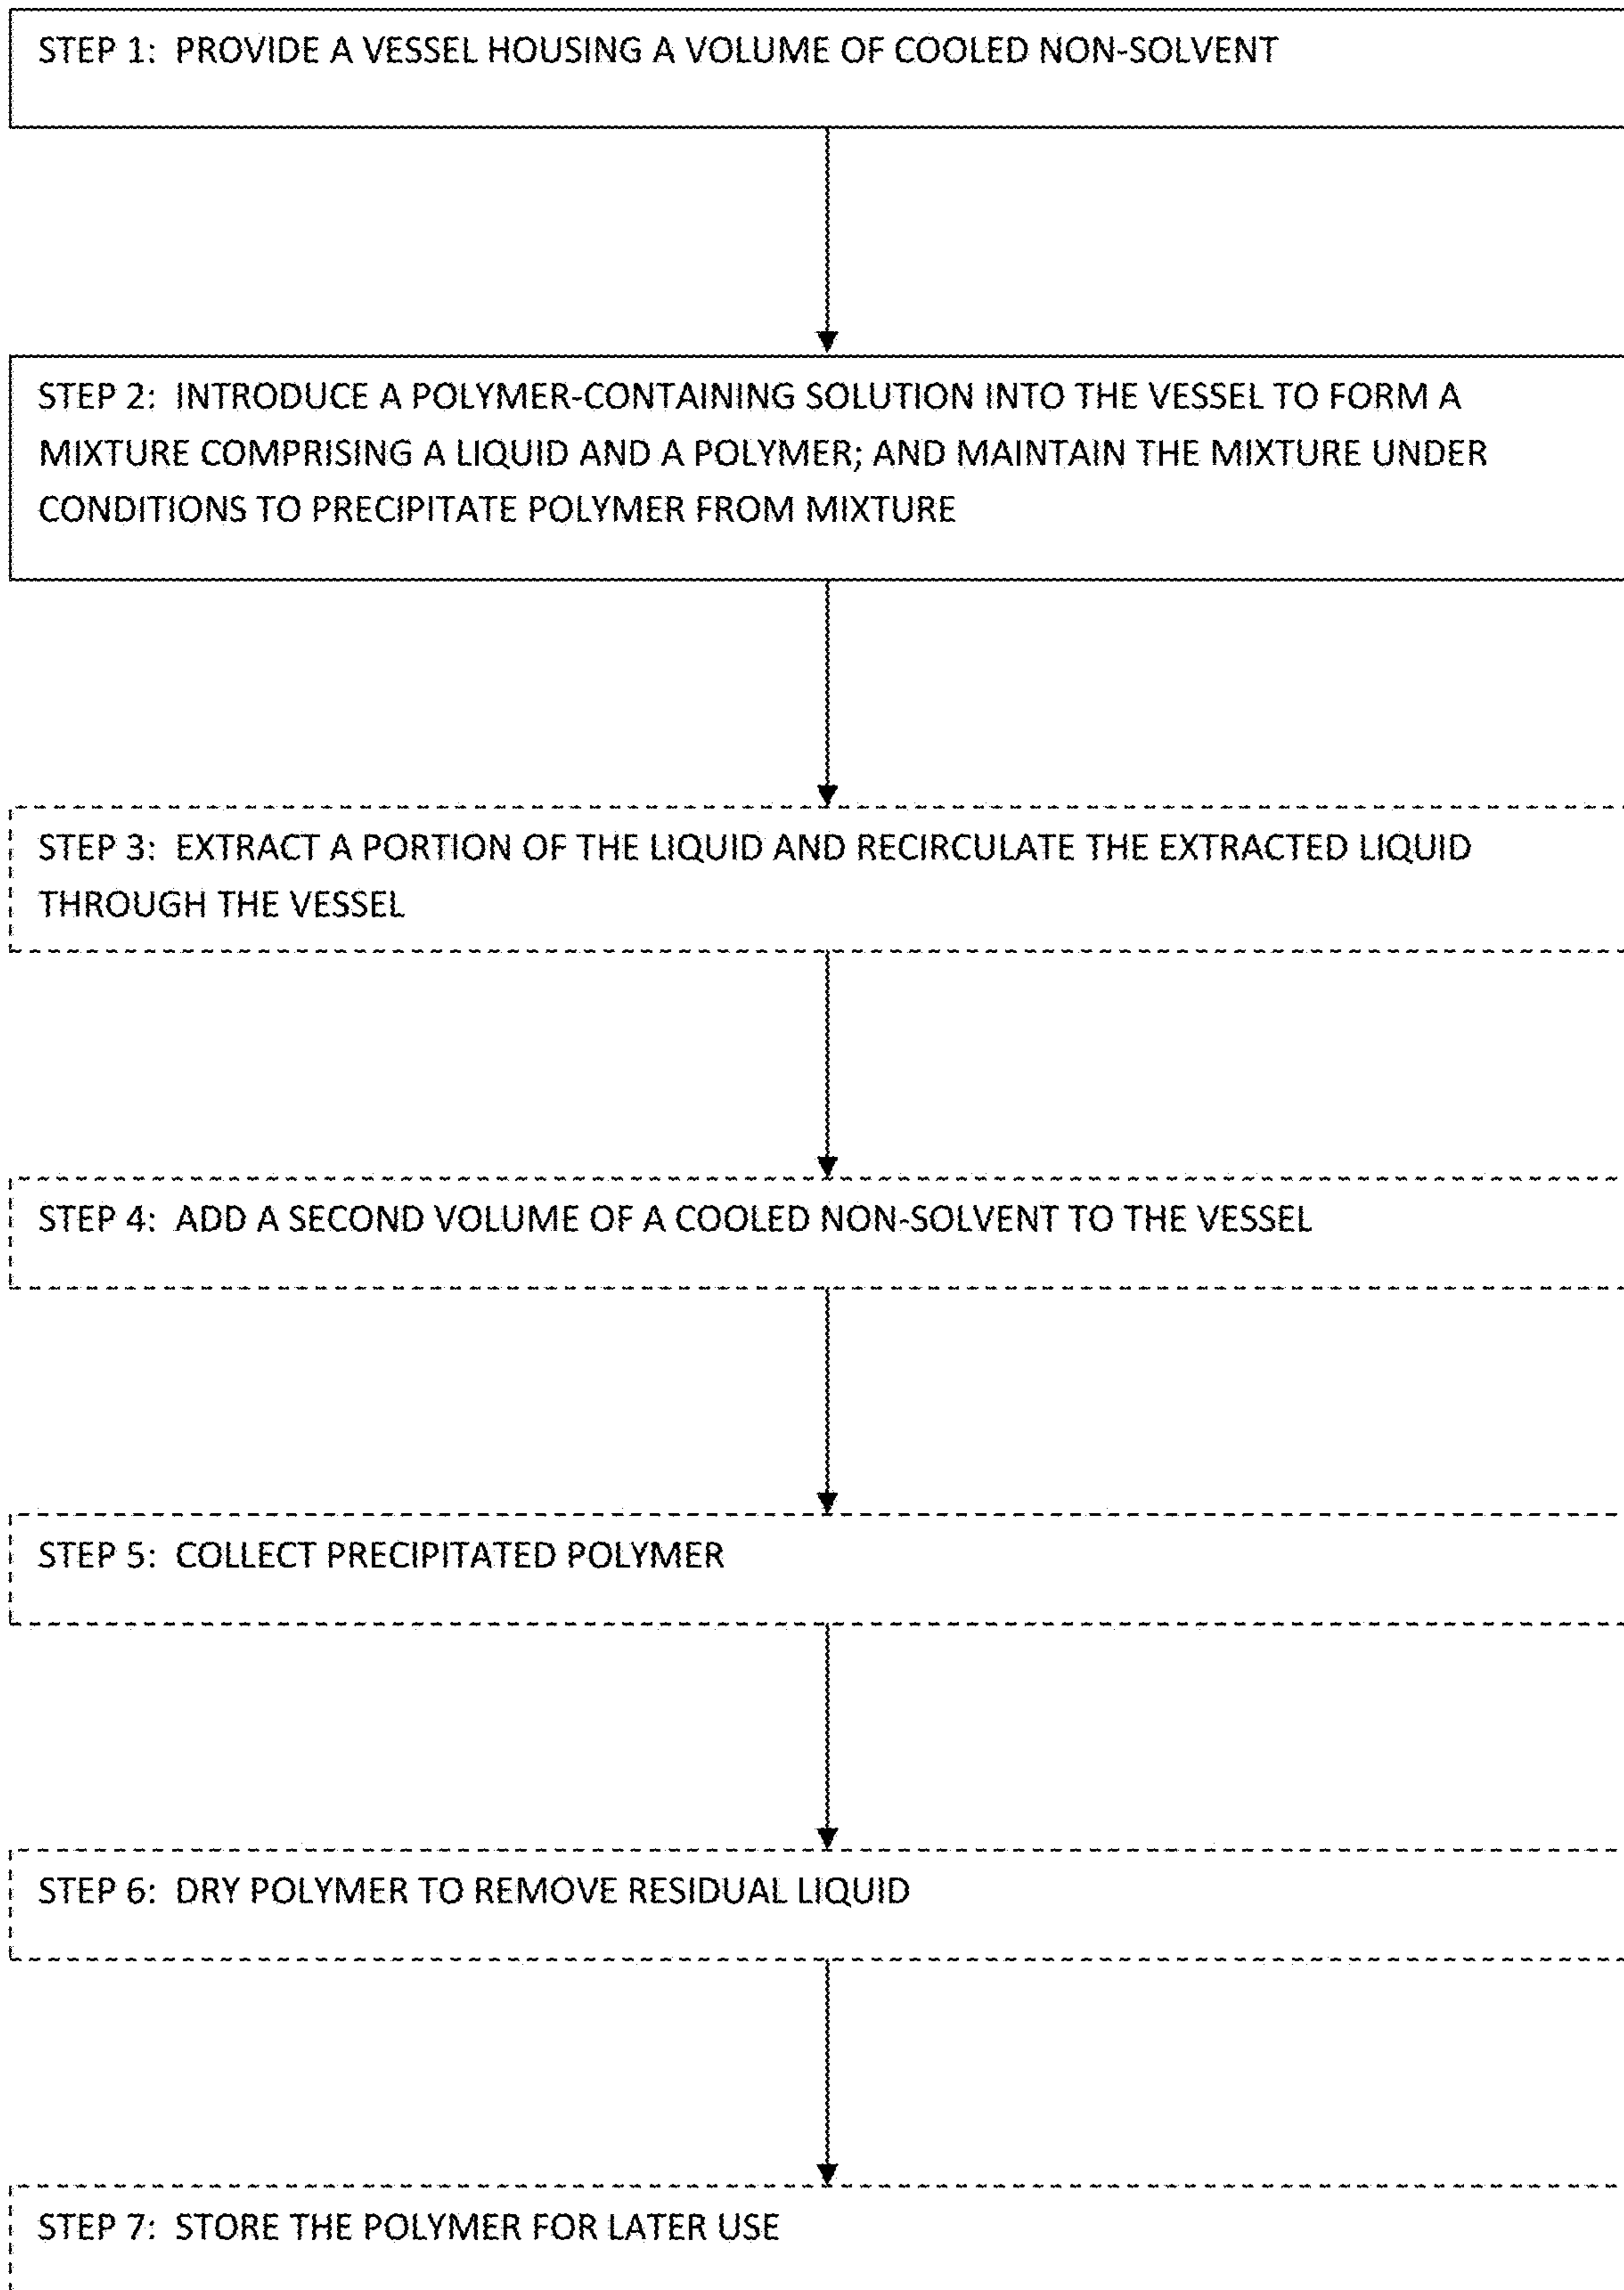 STEP 1: PROVIDE A VESSEL HOUSING A VOLUME OF COOLED NON-SOLVENT
STEP 2: INTRODUCE A POLYMER-CONTAINING SOLUTION INTO THE VESSEL TO FORM A
MIXTURE COMPRISING A LIQUID AND A POLYMER; AND MAINTAIN THE MIXTURE UNDER
CONDITIONS TO PRECIPITATE POLYMER FROM MIXTURE
STEP 3: EXTRACT A PORTION OF THE LIQUID AND RECIRCULATE THE EXTRACTED LIQUID
THROUGH THE VESSEL
STEP 4: ADD A SECOND VOLUME OF A COOLED NON-SOLVENT TO THE VESSEL
STEP 5: COLLECT PRECIPITATED POLYMER
STEP 6: DRY POLYMER TO REMOVE RESIDUAL LIQUID
STEP 7: STORE THE POLYMER FOR LATER USE